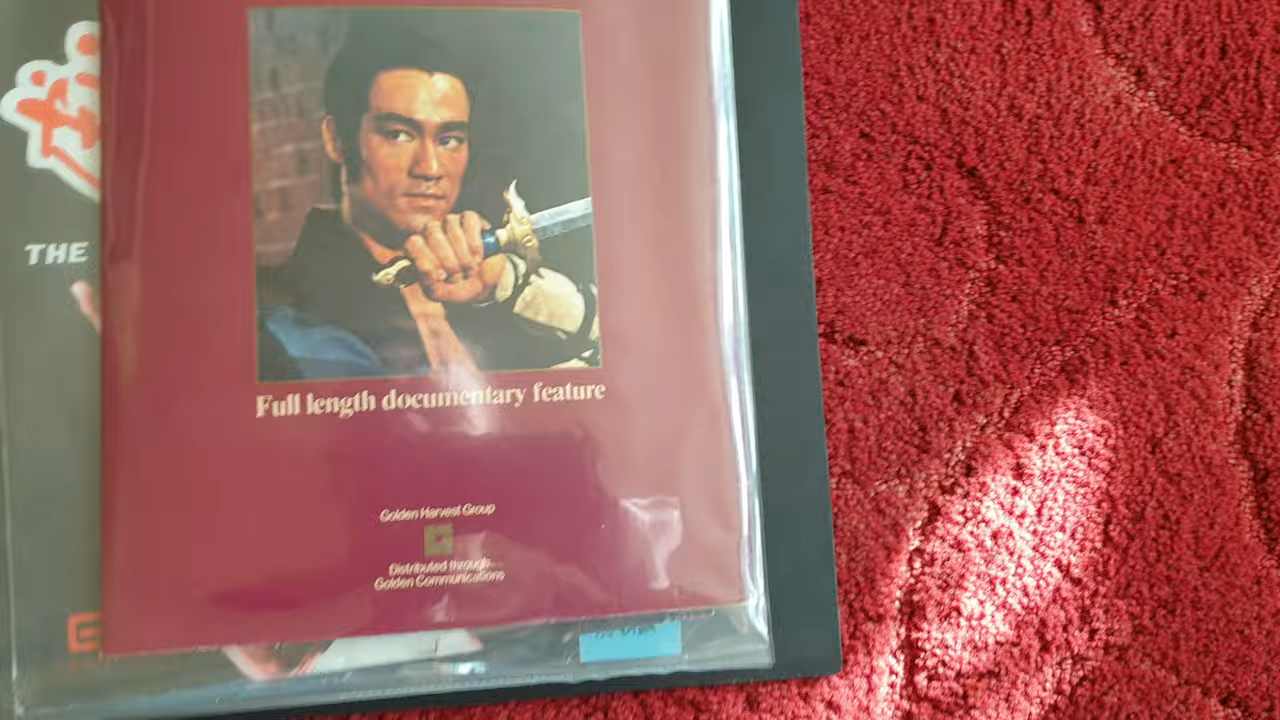 THE
Full length documentary feature
Golden Harvest Group
Distributed through
Golden Communications